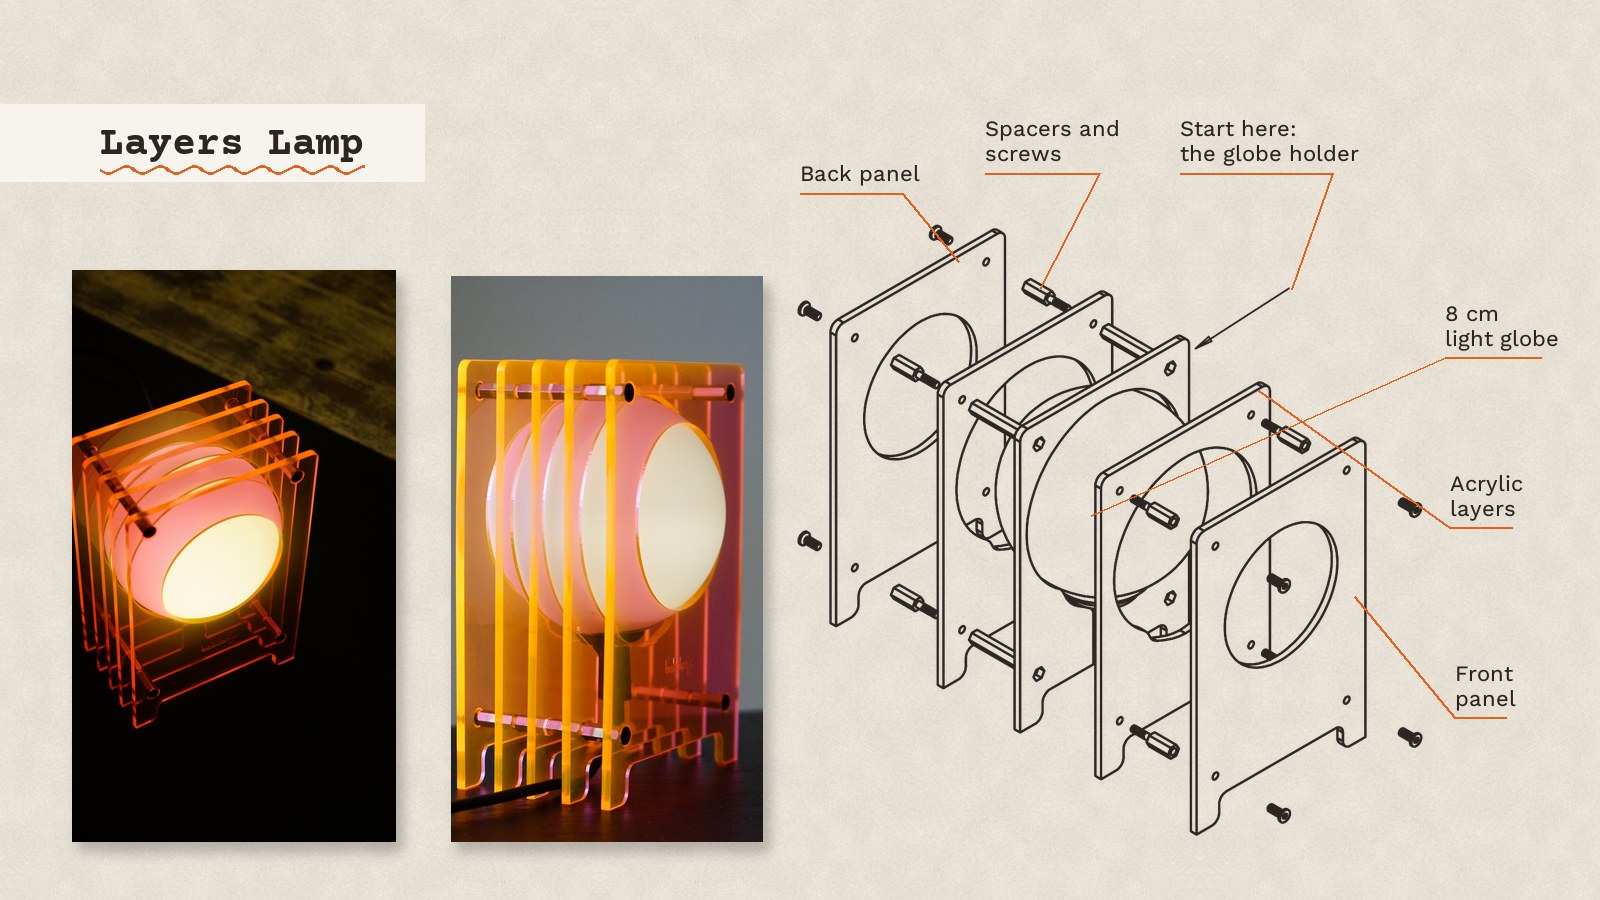 Layers Lamp
Spacers and
screws
Start here:
the globe holder
Back panel
8 cm
light globe
Acrylic
layers
Front
panel